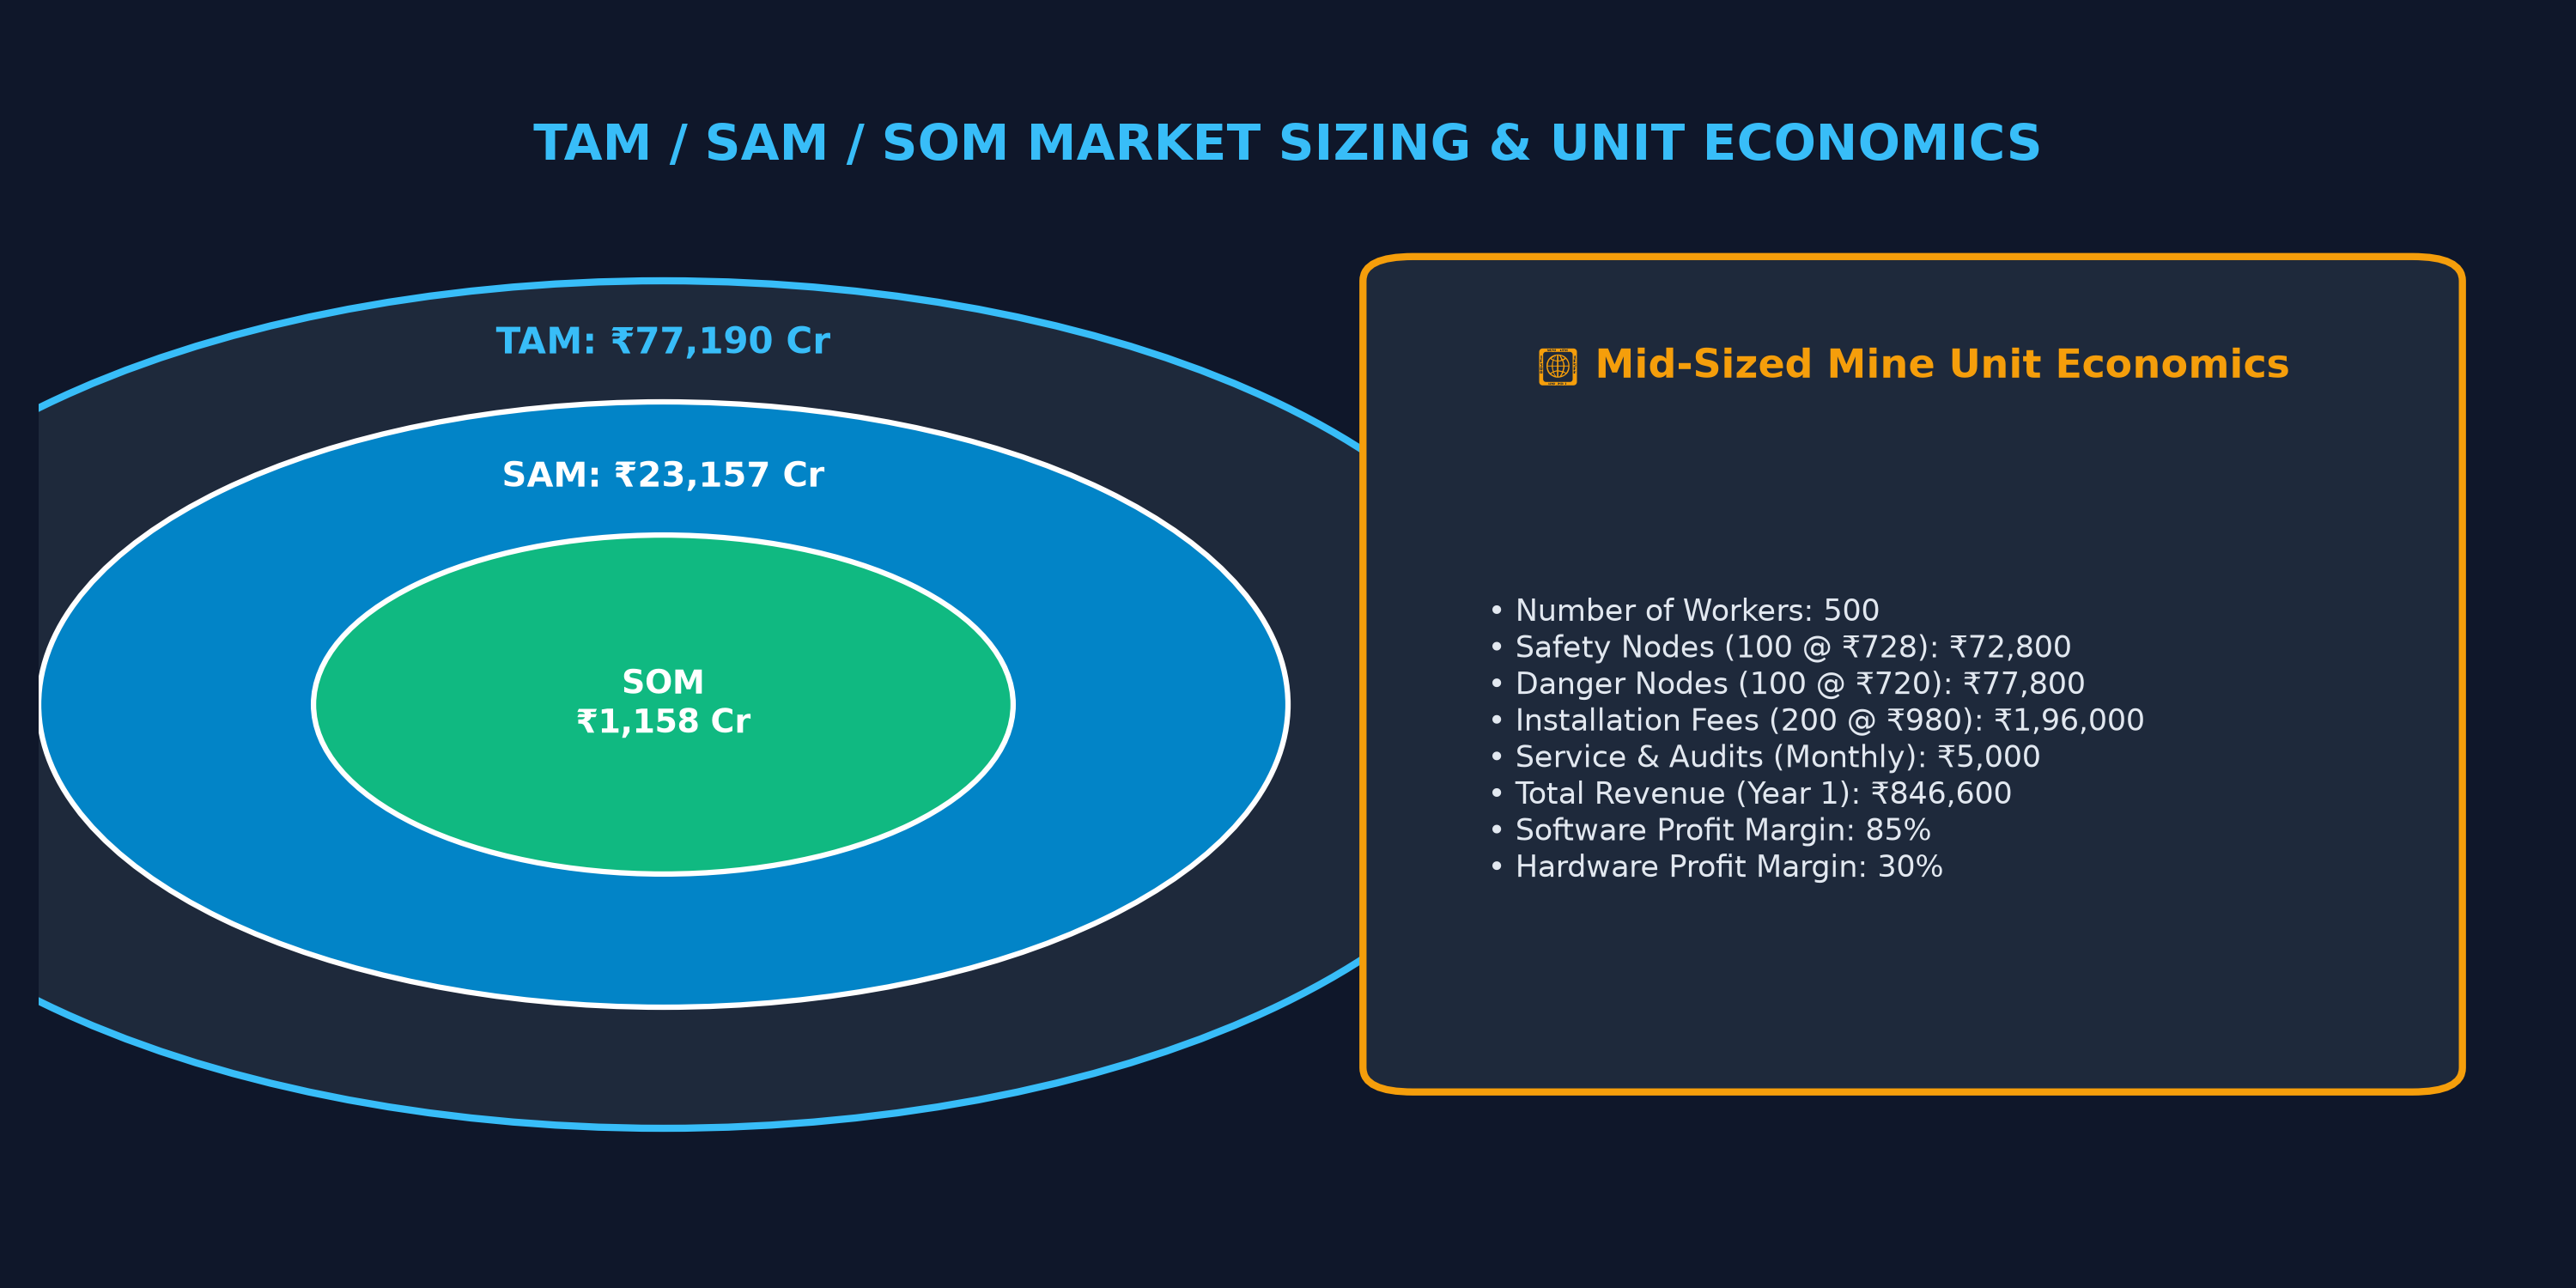 TAM / SAM / SOM MARKET SIZING & UNIT ECONOMICS
TAM: ₹77,190 Cr
SAM: ₹23,157 Cr
SOM
₹1,158 Cr
Mid-Sized Mine Unit Economics
• Number of Workers: 500
• Safety Nodes (100 @ ₹728): ₹72,800
• Danger Nodes (100 @ ₹720): ₹77,800
• Installation Fees (200 @ ₹980): ₹1,96,000
• Service & Audits (Monthly): ₹5,000
• Total Revenue (Year 1): ₹846,600
• Software Profit Margin: 85%
• Hardware Profit Margin: 30%